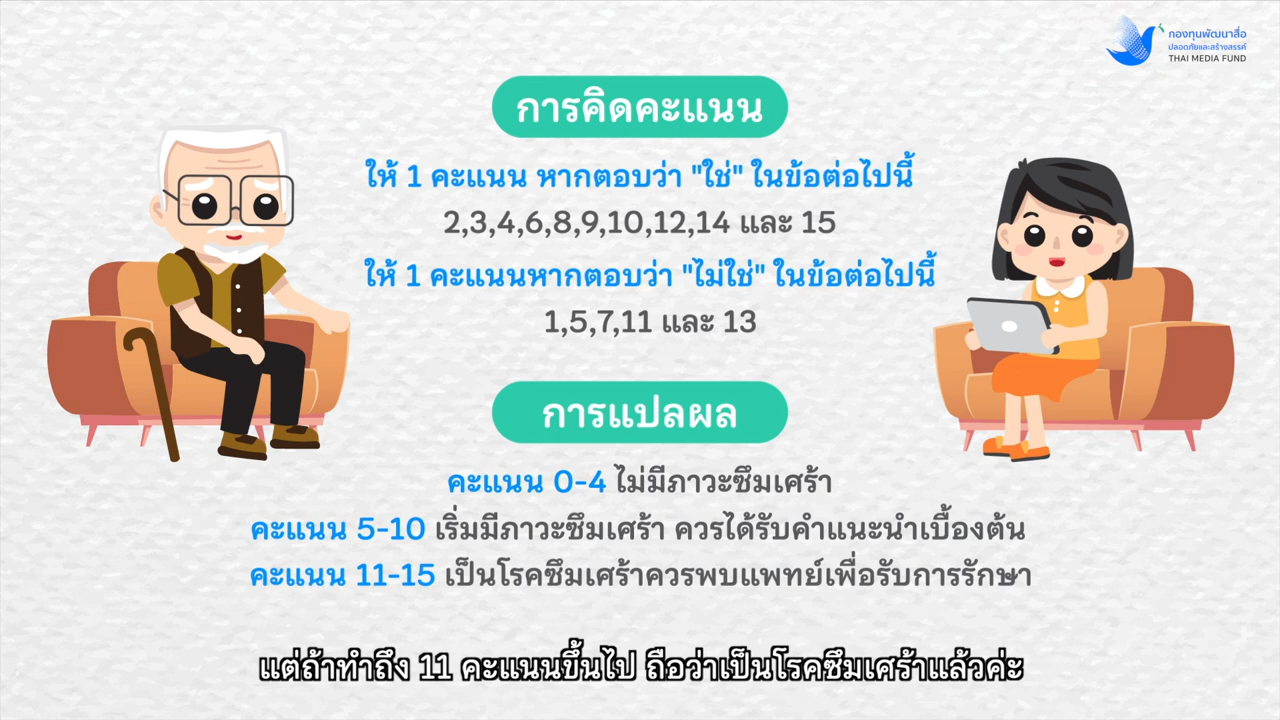 กองทุนพัฒนาสื่อ
ปลอดภัยและสร้างสรรค์
THAI MEDIA FUND
การคิดคะแนน
ให้ 1 คะแนน หากตอบว่า "ใช่" ในข้อต่อไปนี้
2,3,4,6,8,9,10,12,14 และ 15
ให้ 1 คะแนนหากตอบว่า "ไม่ใช่" ในข้อต่อไปนี้
1,5,7,11 และ 13
การแปลผล
คะแนน 0-4 ไม่มีภาวะซึมเศร้า
คะแนน 5-10 เริ่มมีภาวะซึมเศร้า ควรได้รับคำแนะนำเบื้องต้น
คะแนน 11-15 เป็นโรคซึมเศร้าควรพบแพทย์เพื่อรับการรักษา
แต่ถ้าทำถึง 11 คะแนนขึ้นไป ถือว่าเป็นโรคซึมเศร้าแล้วค่ะ